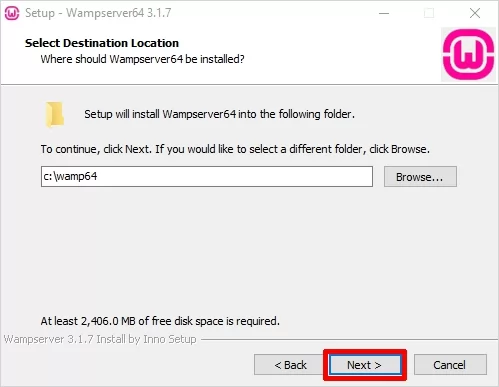 Setup - Wampserver64 3.1.7
Select Destination Location
Where should Wampserver64 be installed?
Setup will install Wampserver64 into the following folder.
To continue, click Next. If you would like to select a different folder, click Browse.
c:\wamp64
Browse...
At least 2,406.0 MB of free disk space is required.
Wampserver 3.1.7 Install by Inno Setup
< Back
Next >
Cancel